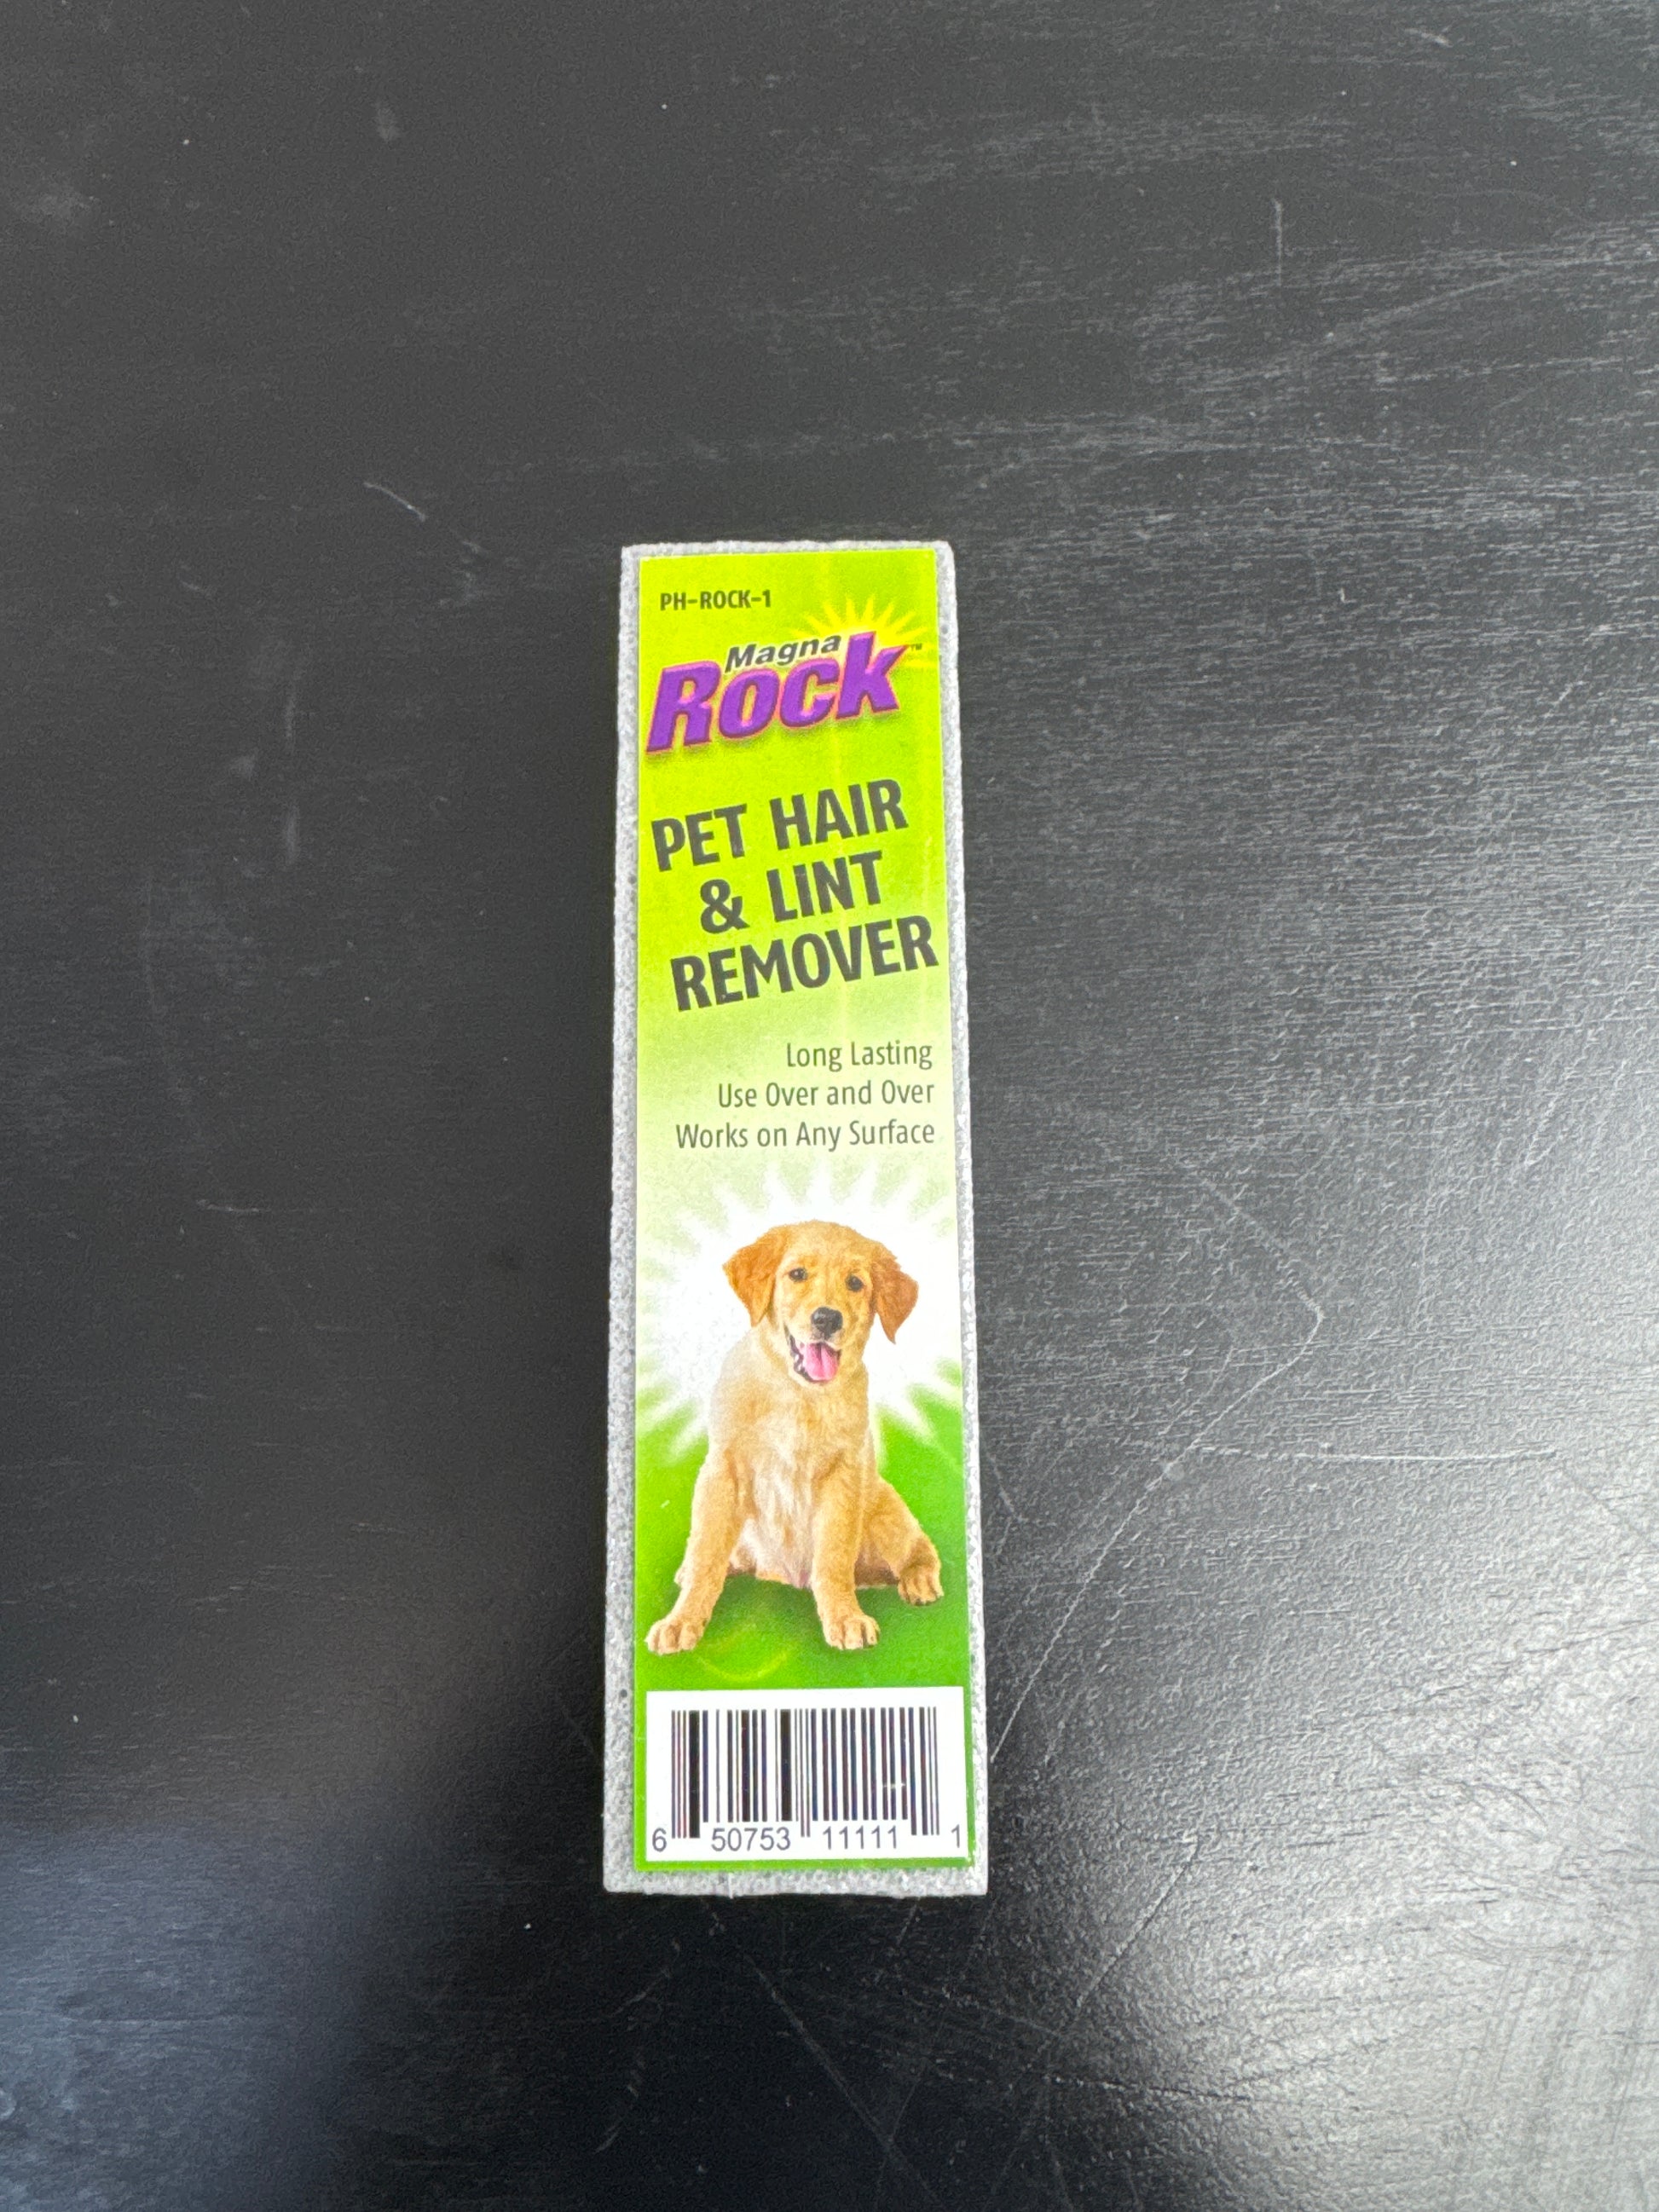 PH-ROCK-1
Magna
Rock™
PET HAIR
& LINT
REMOVER
Long Lasting
Use Over and Over
Works on Any Surface
6 50753 11111 1